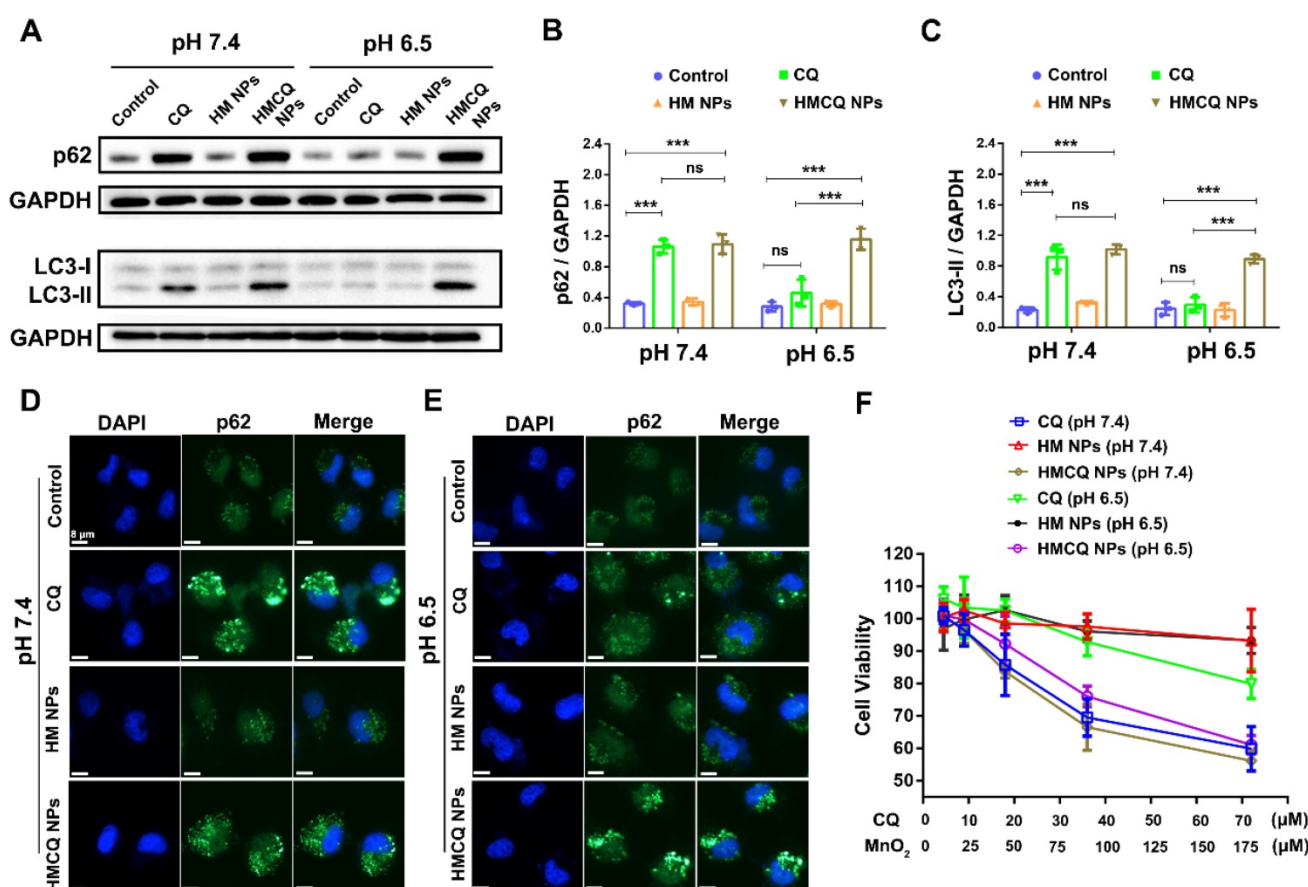 A
pH 7.4
pH 6.5
Control
CQ
HM NPs
HMCQ NPs
Control
CQ
HM NPs
HMCQ NPs
p62
GAPDH
LC3-I
LC3-II
GAPDH
B
Control
CQ
HM NPs
HMCQ NPs
p62 / GAPDH
2.4
2.0
1.6
1.2
0.8
0.4
0.0
***
ns
***
***
***
ns
pH 7.4
pH 6.5
C
Control
CQ
HM NPs
HMCQ NPs
LC3-II / GAPDH
2.4
2.0
1.6
1.2
0.8
0.4
0.0
***
***
ns
***
***
ns
pH 7.4
pH 6.5
D
DAPI
p62
Merge
pH 7.4
Control
8 μm
CQ
HM NPs
HMCQ NPs
E
DAPI
p62
Merge
pH 6.5
Control
CQ
HM NPs
HMCQ NPs
F
CQ (pH 7.4)
HM NPs (pH 7.4)
HMCQ NPs (pH 7.4)
CQ (pH 6.5)
HM NPs (pH 6.5)
HMCQ NPs (pH 6.5)
Cell Viability
120
110
100
90
80
70
60
50
CQ 0 10 20 30 40 50 60 70 (μM)
MnO₂ 0 25 50 75 100 125 150 175 (μM)